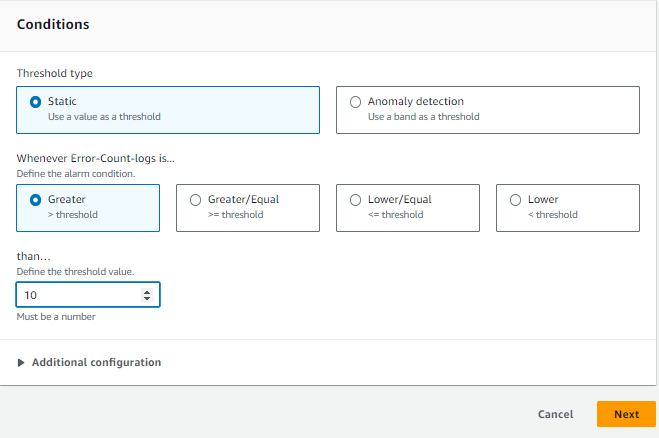 Conditions
Threshold type
Static
Use a value as a threshold
Anomaly detection
Use a band as a threshold
Whenever Error-Count-logs is...
Define the alarm condition.
Greater
> threshold
Greater/Equal
>= threshold
Lower/Equal
<= threshold
Lower
< threshold
than...
Define the threshold value.
10
Must be a number
Additional configuration
Cancel
Next